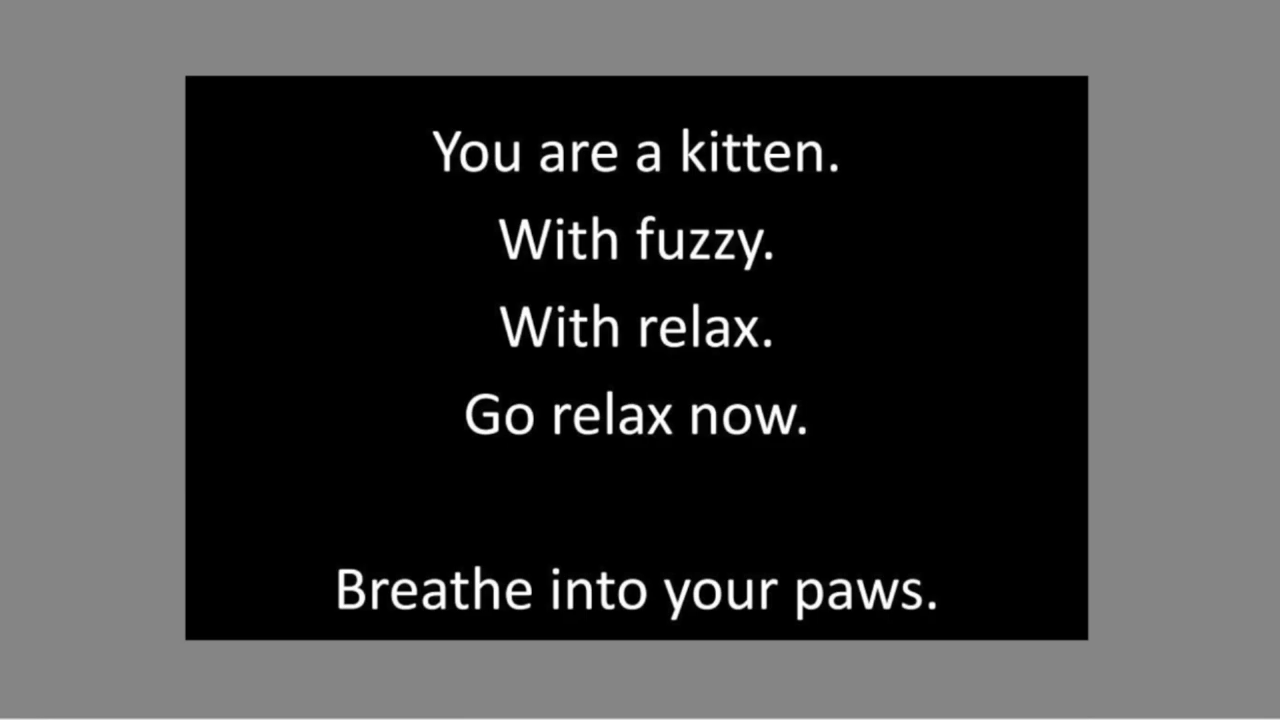 You are a kitten.
With fuzzy.
With relax.
Go relax now.
Breathe into your paws.